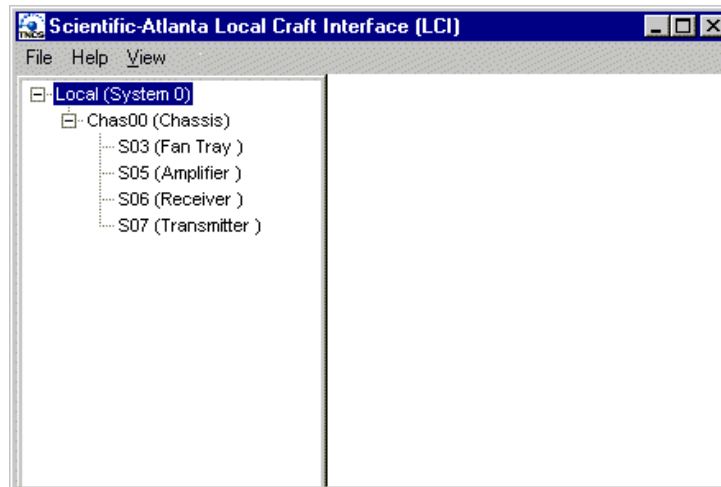 TNCS Scientific-Atlanta Local Craft Interface (LCI)
File Help View
Local (System 0)
Chas00 (Chassis)
S03 (Fan Tray )
S05 (Amplifier )
S06 (Receiver )
S07 (Transmitter )